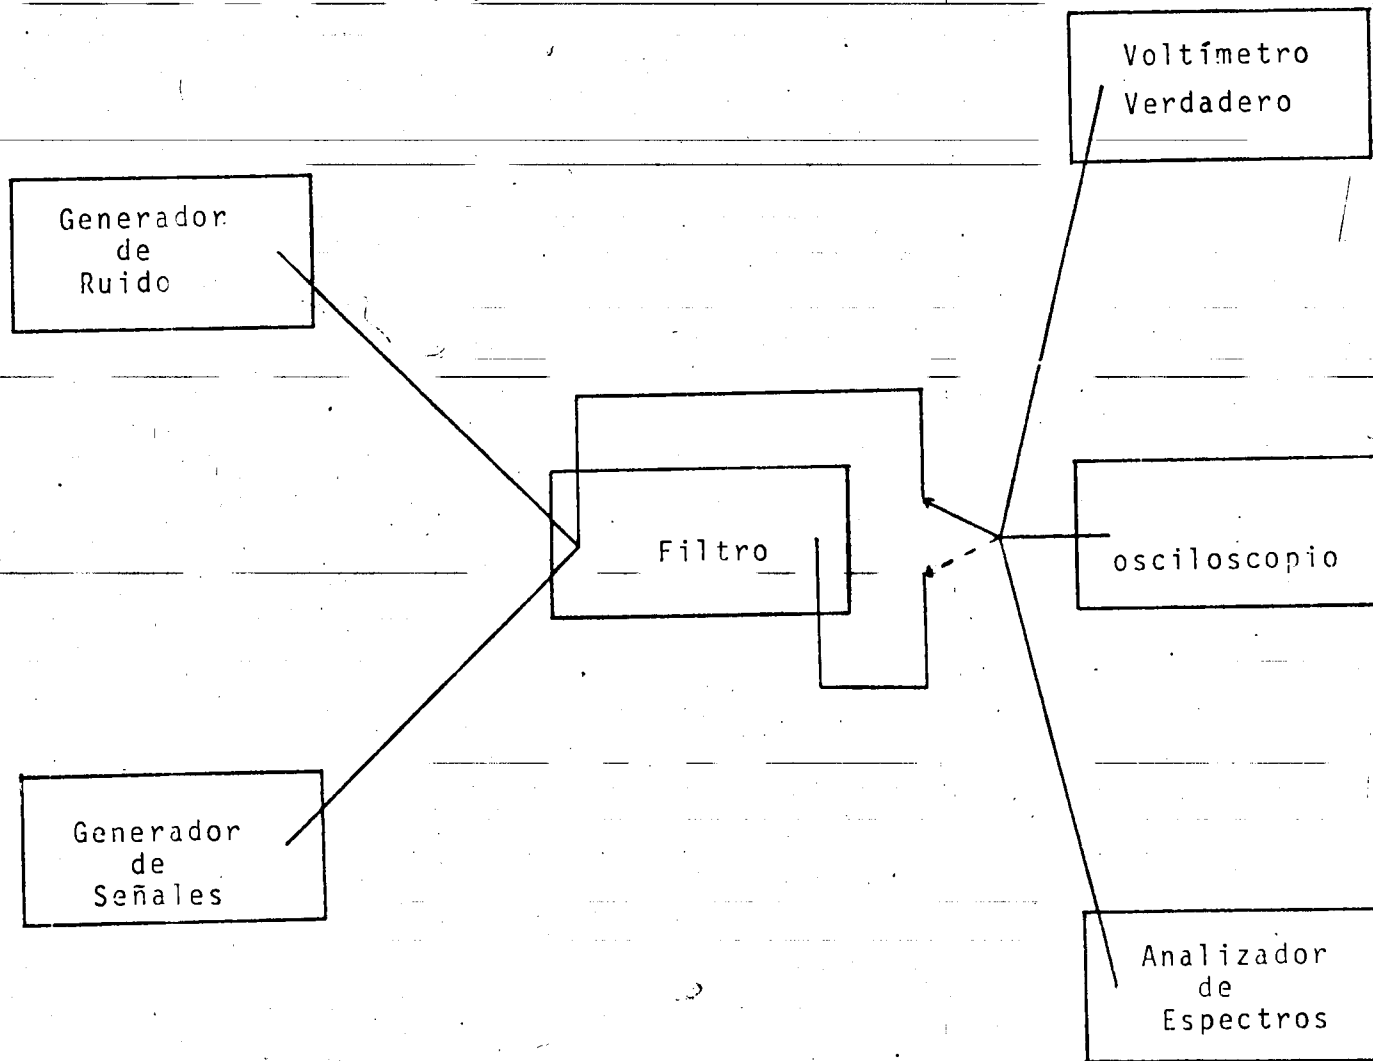 Voltímetro
Verdadero
Generador
de
Ruido
Filtro
osciloscopio
Generador
de
Señales
Analizador
de
Espectros